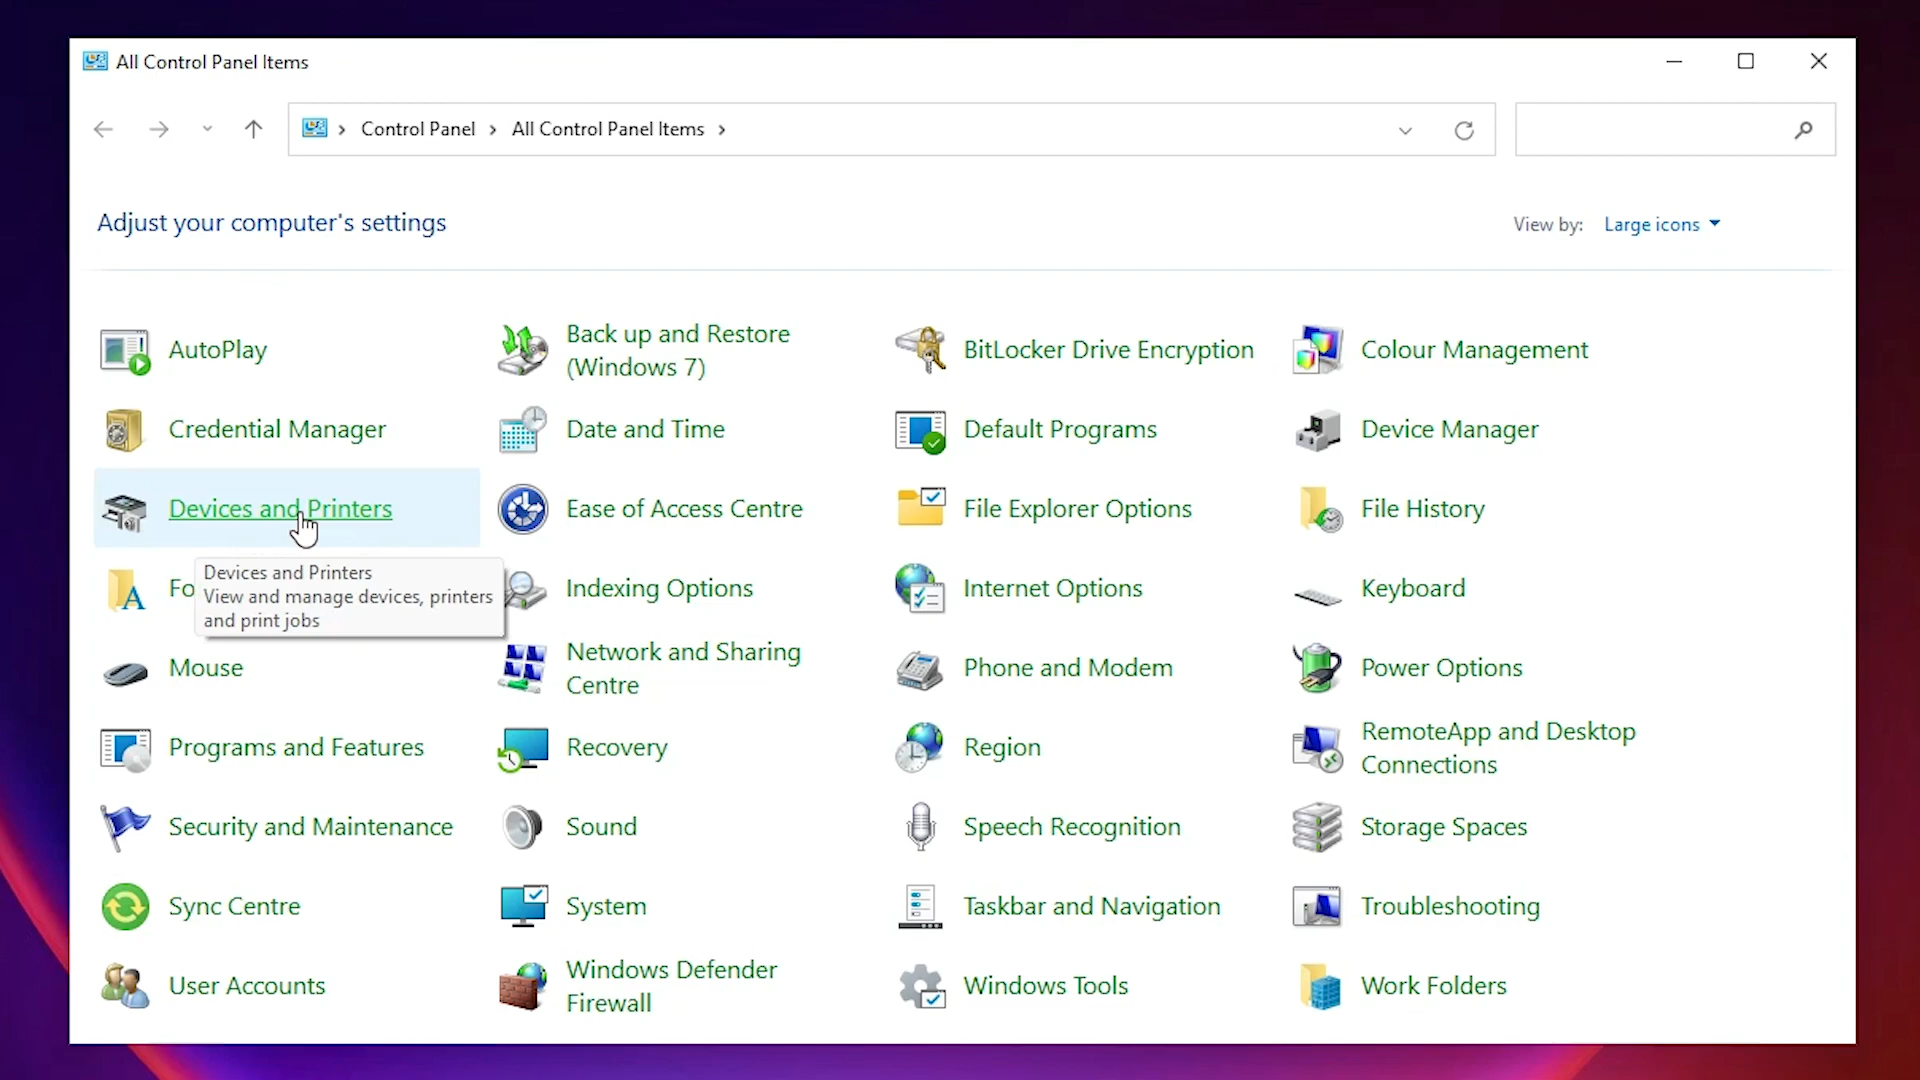 All Control Panel Items
Control Panel All Control Panel Items
Adjust your computer's settings
View by: Large icons
AutoPlay
Back up and Restore
(Windows 7)
BitLocker Drive Encryption
Colour Management
Credential Manager
Date and Time
Default Programs
Device Manager
Devices and Printers
Ease of Access Centre
File Explorer Options
File History
Fo
Devices and Printers
View and manage devices, printers
and print jobs
Indexing Options
Internet Options
Keyboard
Mouse
Network and Sharing
Centre
Phone and Modem
Power Options
Programs and Features
Recovery
Region
RemoteApp and Desktop
Connections
Security and Maintenance
Sound
Speech Recognition
Storage Spaces
Sync Centre
System
Taskbar and Navigation
Troubleshooting
User Accounts
Windows Defender
Firewall
Windows Tools
Work Folders